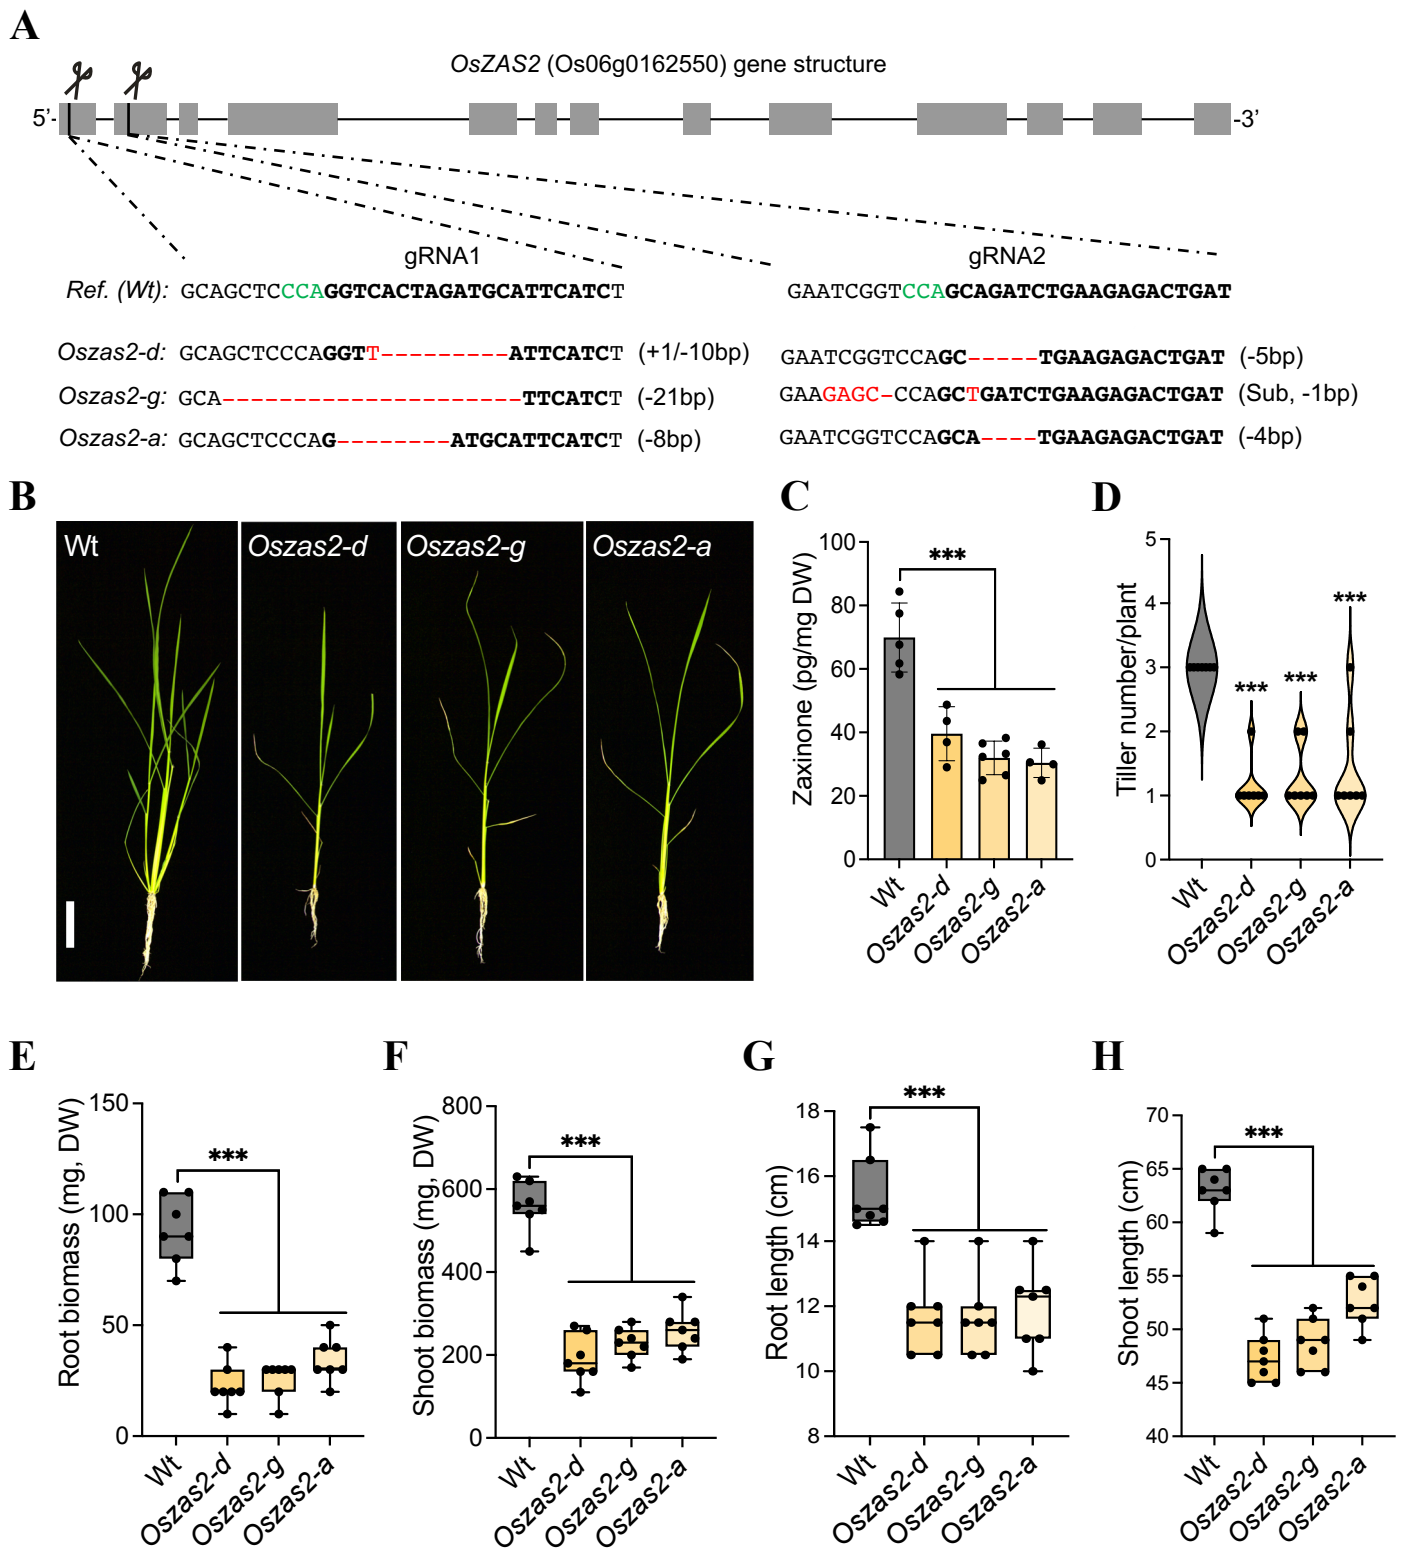 A
OsZAS2 (Os06g0162550) gene structure
5’- -3’
gRNA1 gRNA2
Ref. (Wt): GCAGCTCCCAGGTCACTAGATGCATTCATCT GAATCGGTCCAGCAGATCTGAAGAGACTGAT
Oszas2-d: GCAGCTCCCAGGTT---------ATTCATCT (+1/-10bp) GAATCGGTCCAGC-----TGAAGAGACTGAT (-5bp)
Oszas2-g: GCA---------------------TTCATCT (-21bp) GAAGAGC-CCAGCTGATCTGAAGAGACTGAT (Sub, -1bp)
Oszas2-a: GCAGCTCCCAG--------ATGCATTCATCT (-8bp) GAATCGGTCCAGCA----TGAAGAGACTGAT (-4bp)
B
Wt
Oszas2-d
Oszas2-g
Oszas2-a
C
Zaxinone (pg/mg DW)
100
80
60
40
20
0
***
Wt
Oszas2-d
Oszas2-g
Oszas2-a
D
Tiller number/plant
5
4
3
2
1
0
***
***
***
Wt
Oszas2-d
Oszas2-g
Oszas2-a
E
Root biomass (mg, DW)
150
100
50
0
***
Wt
Oszas2-d
Oszas2-g
Oszas2-a
F
Shoot biomass (mg, DW)
800
600
400
200
0
***
Wt
Oszas2-d
Oszas2-g
Oszas2-a
G
Root length (cm)
18
16
14
12
10
8
***
Wt
Oszas2-d
Oszas2-g
Oszas2-a
H
Shoot length (cm)
70
65
60
55
50
45
40
***
Wt
Oszas2-d
Oszas2-g
Oszas2-a